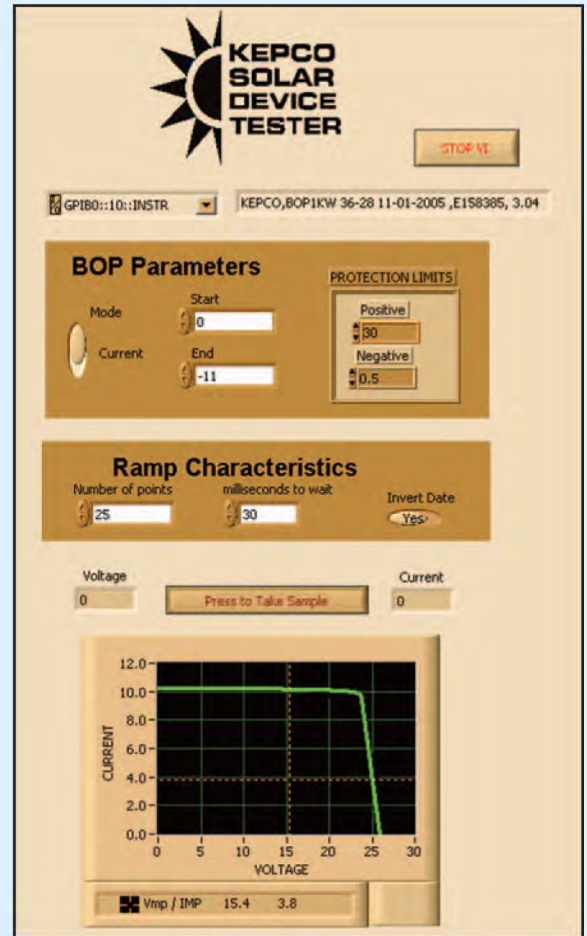 KEPCO
SOLAR
DEVICE
TESTER
STOP VI
GPIB0::10::INSTR
KEPCO,BOP1KW 36-28 11-01-2005 ,E158385, 3.04
BOP Parameters
PROTECTION LIMITS
Mode
Current
Start
0
End
-11
Positive
30
Negative
0.5
Ramp Characteristics
Number of points
25
milliseconds to wait
30
Invert Date
Yes
Voltage
0
Press to Take Sample
Current
0
CURRENT
12.0
10.0
8.0
6.0
4.0
2.0
0.0
0 5 10 15 20 25 30
VOLTAGE
Vmp / IMP 15.4 3.8